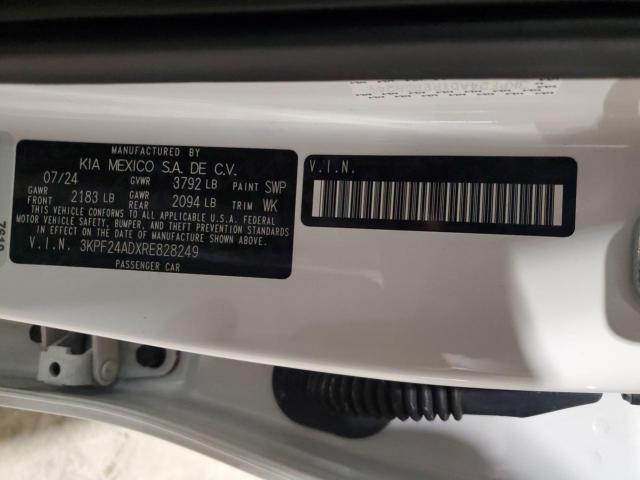 MANUFACTURED BY
KIA MEXICO S.A. DE C.V.
07/24 GVWR 3792 LB PAINT SWP
GAWR FRONT 2183 LB GAWR REAR 2094 LB TRIM WK
THIS VEHICLE CONFORMS TO ALL APPLICABLE U.S.A. FEDERAL
MOTOR VEHICLE SAFETY, BUMPER, AND THEFT PREVENTION
STANDARDS IN EFFECT ON THE DATE OF MANUFACTURE SHOWN ABOVE.
V.I.N. 3KPF24ADXRE828249
PASSENGER CAR
V.I.N.
7619